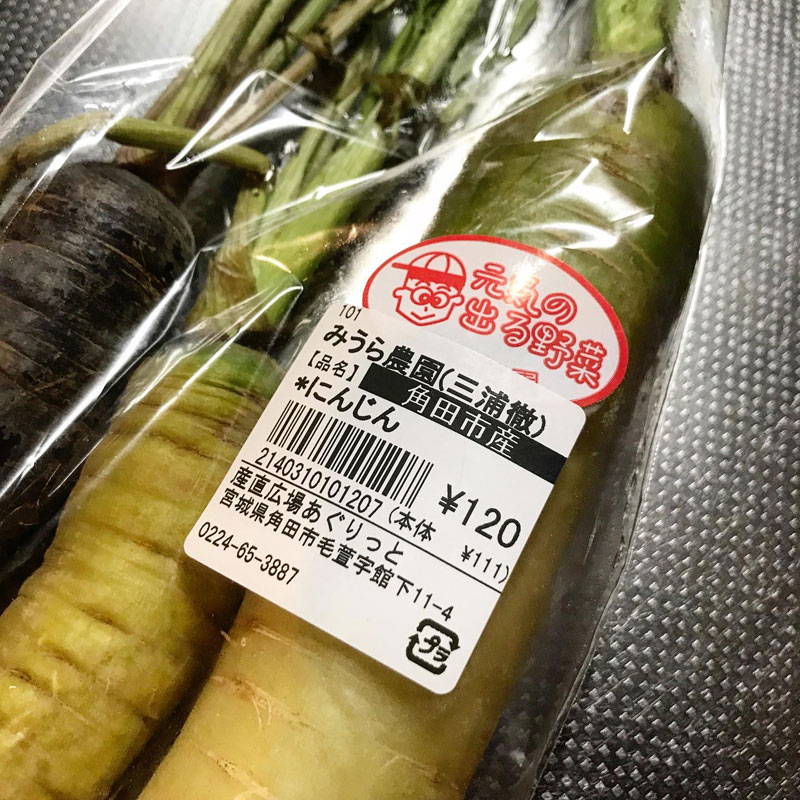 元気の
出る野菜
101
みうら農園(三浦徹)
【品名】
角田市産
*にんじん
2140310101207
¥120
(本体 ¥111)
産直広場あぐりっと
宮城県角田市毛萱字館下11-4
0224-65-3887
プラ